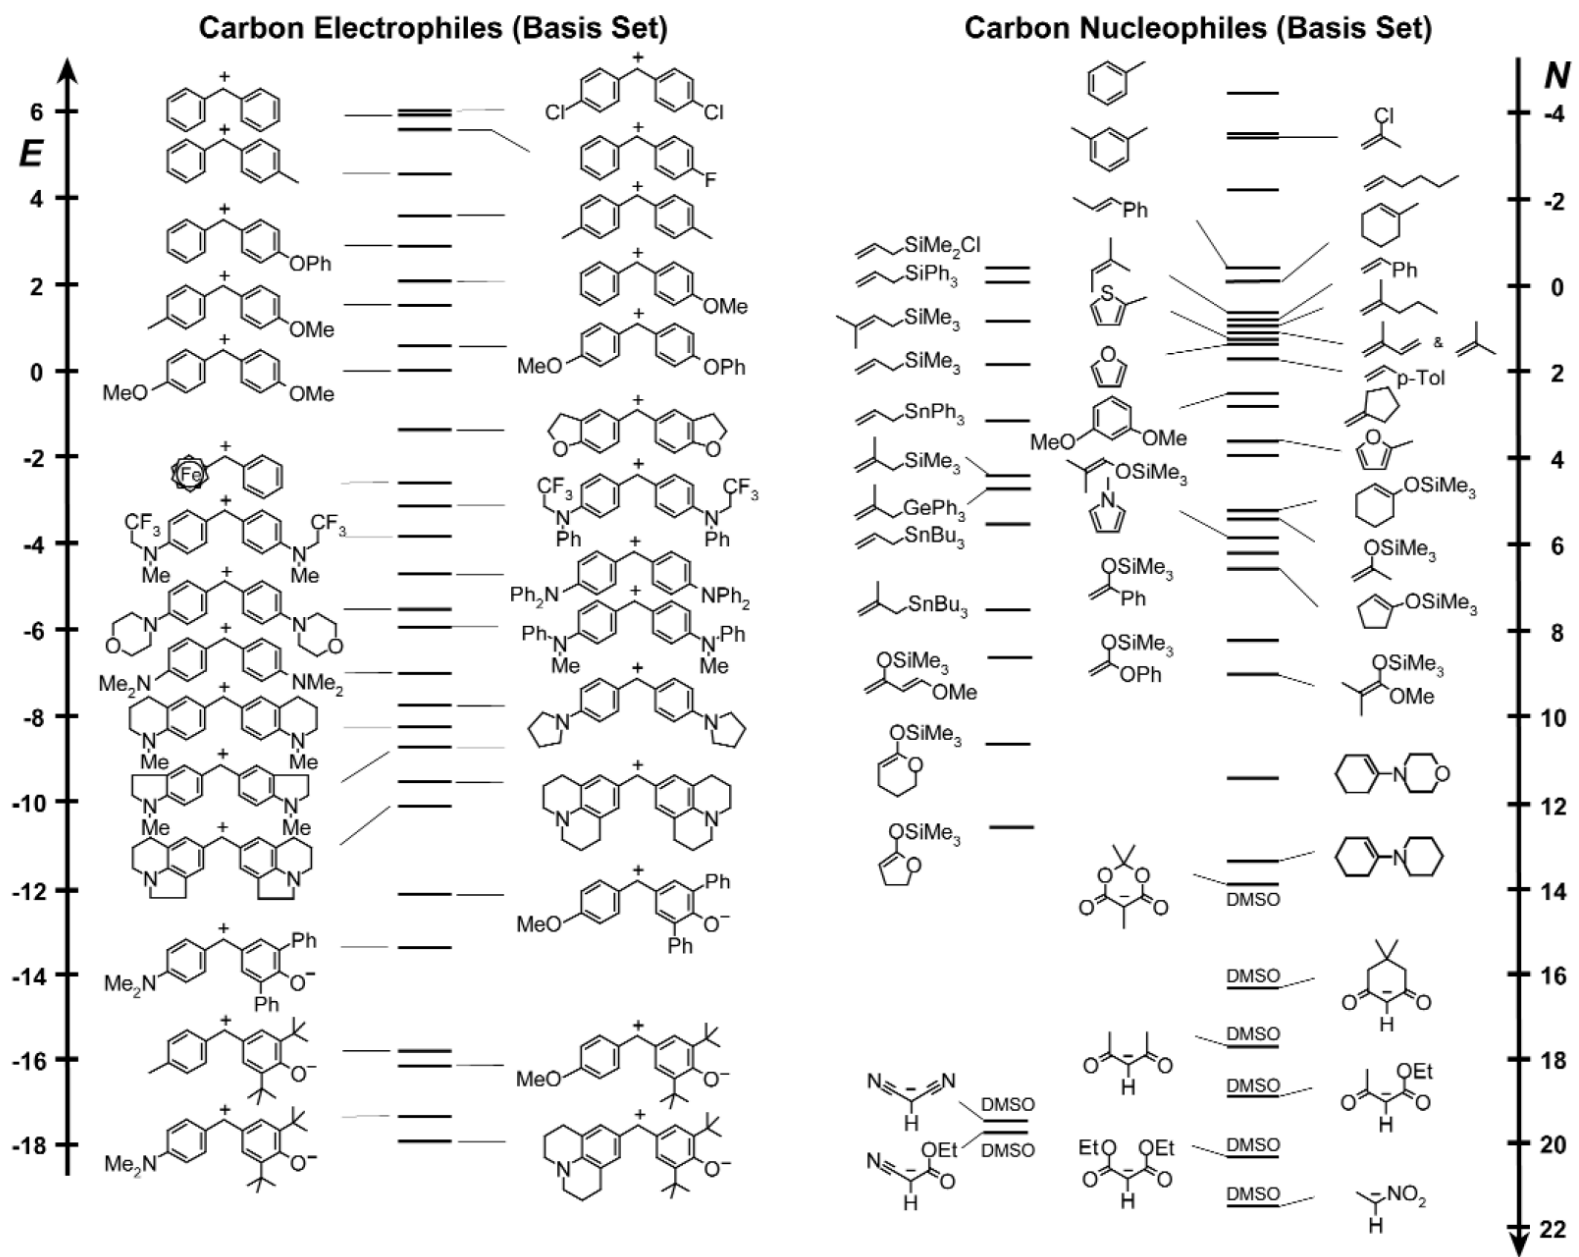 Carbon Electrophiles (Basis Set)
Carbon Nucleophiles (Basis Set)
E
6
4
2
0
-2
-4
-6
-8
-10
-12
-14
-16
-18
+
+
+
OPh
+
OMe
+
MeO
OMe
+
Fe
+
CF3
CF3
N
Me
N
Me
+
N
O
N
O
+
Me2N
NMe2
+
N
Me
N
Me
+
N
Me
N
Me
+
N
N
+
Me2N
Ph
O−
Ph
+
O−
+
Me2N
O−
+
Cl
Cl
+
F
+
+
OMe
+
MeO
OPh
+
O
O
+
CF3
CF3
N
Ph
N
Ph
+
Ph2N
NPh2
+
Ph
N
Me
N
Ph
Me
+
N
N
+
N
N
+
MeO
Ph
O−
Ph
+
MeO
O−
+
N
O−
SiMe2Cl
SiPh3
SiMe3
SiMe3
SnPh3
SiMe3
GePh3
SnBu3
SnBu3
OSiMe3
OMe
OSiMe3
O
OSiMe3
O
N
−
N
H
DMSO
N
−
OEt
O
H
DMSO
Ph
S
O
MeO
OMe
OSiMe3
N
OSiMe3
Ph
OSiMe3
OPh
O
O
O
−
O
DMSO
DMSO
O
−
O
H
DMSO
DMSO
OEt
OEt
O
−
O
H
DMSO
DMSO
Cl
Ph
&
p-Tol
O
OSiMe3
OSiMe3
OSiMe3
OSiMe3
OMe
N
O
N
O
−
O
H
OEt
O
−
O
H
−
NO2
H
N
-4
-2
0
2
4
6
8
10
12
14
16
18
20
22